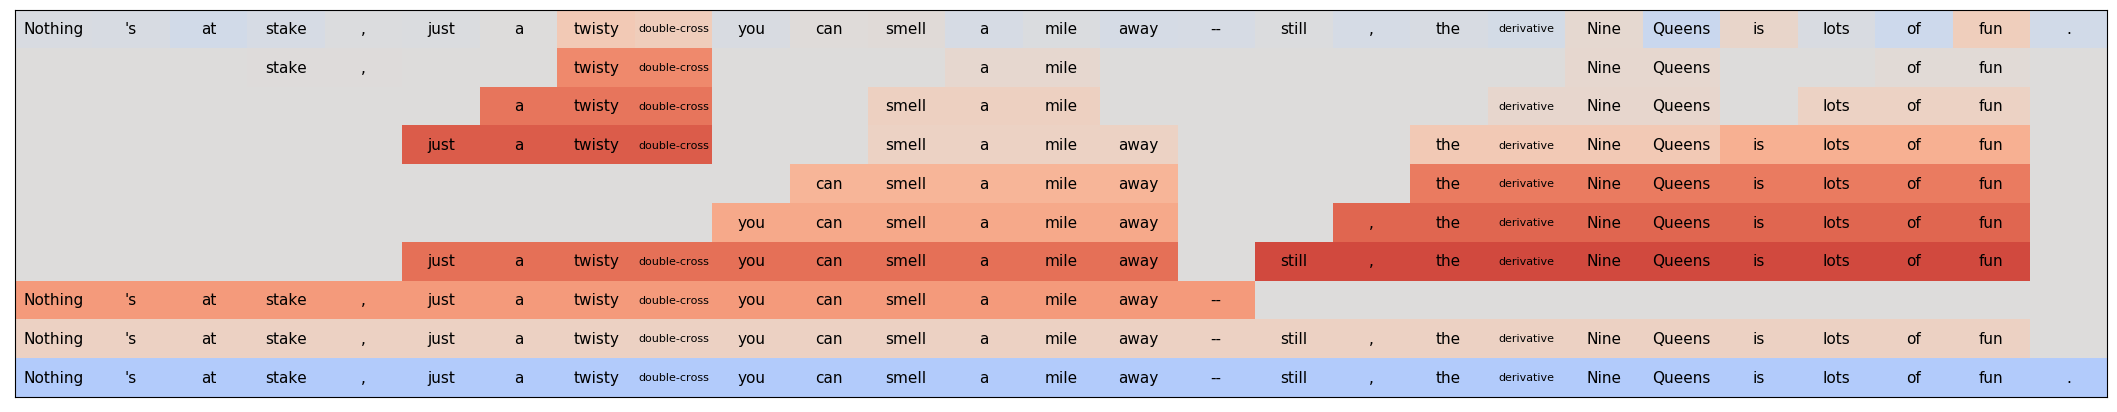 Nothing 's at stake , just a twisty double-cross you can smell a mile away -- still , the derivative Nine Queens is lots of fun .
stake , twisty double-cross a mile Nine Queens of fun
a twisty double-cross smell a mile derivative Nine Queens lots of fun
just a twisty double-cross smell a mile away the derivative Nine Queens is lots of fun
can smell a mile away the derivative Nine Queens is lots of fun
you can smell a mile away , the derivative Nine Queens is lots of fun
just a twisty double-cross you can smell a mile away still , the derivative Nine Queens is lots of fun
Nothing 's at stake , just a twisty double-cross you can smell a mile away --
Nothing 's at stake , just a twisty double-cross you can smell a mile away -- still , the derivative Nine Queens is lots of fun
Nothing 's at stake , just a twisty double-cross you can smell a mile away -- still , the derivative Nine Queens is lots of fun .